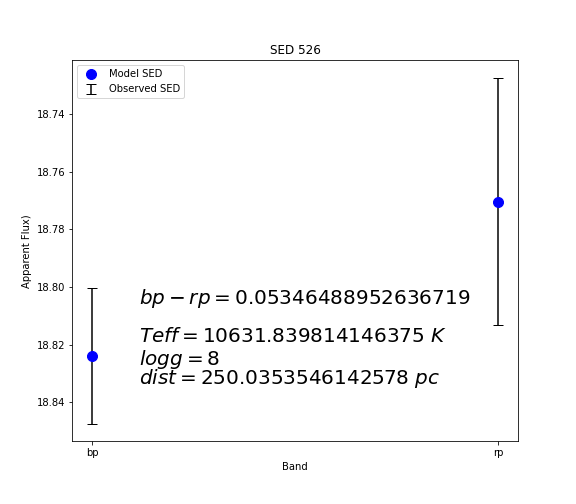 SED 526
Model SED
Observed SED
18.74
18.76
18.78
18.80
18.82
18.84
Apparent Flux)
bp − rp = 0.05346488952636719
Teff = 10631.839814146375 K
logg = 8
dist = 250.0353546142578 pc
bp
rp
Band